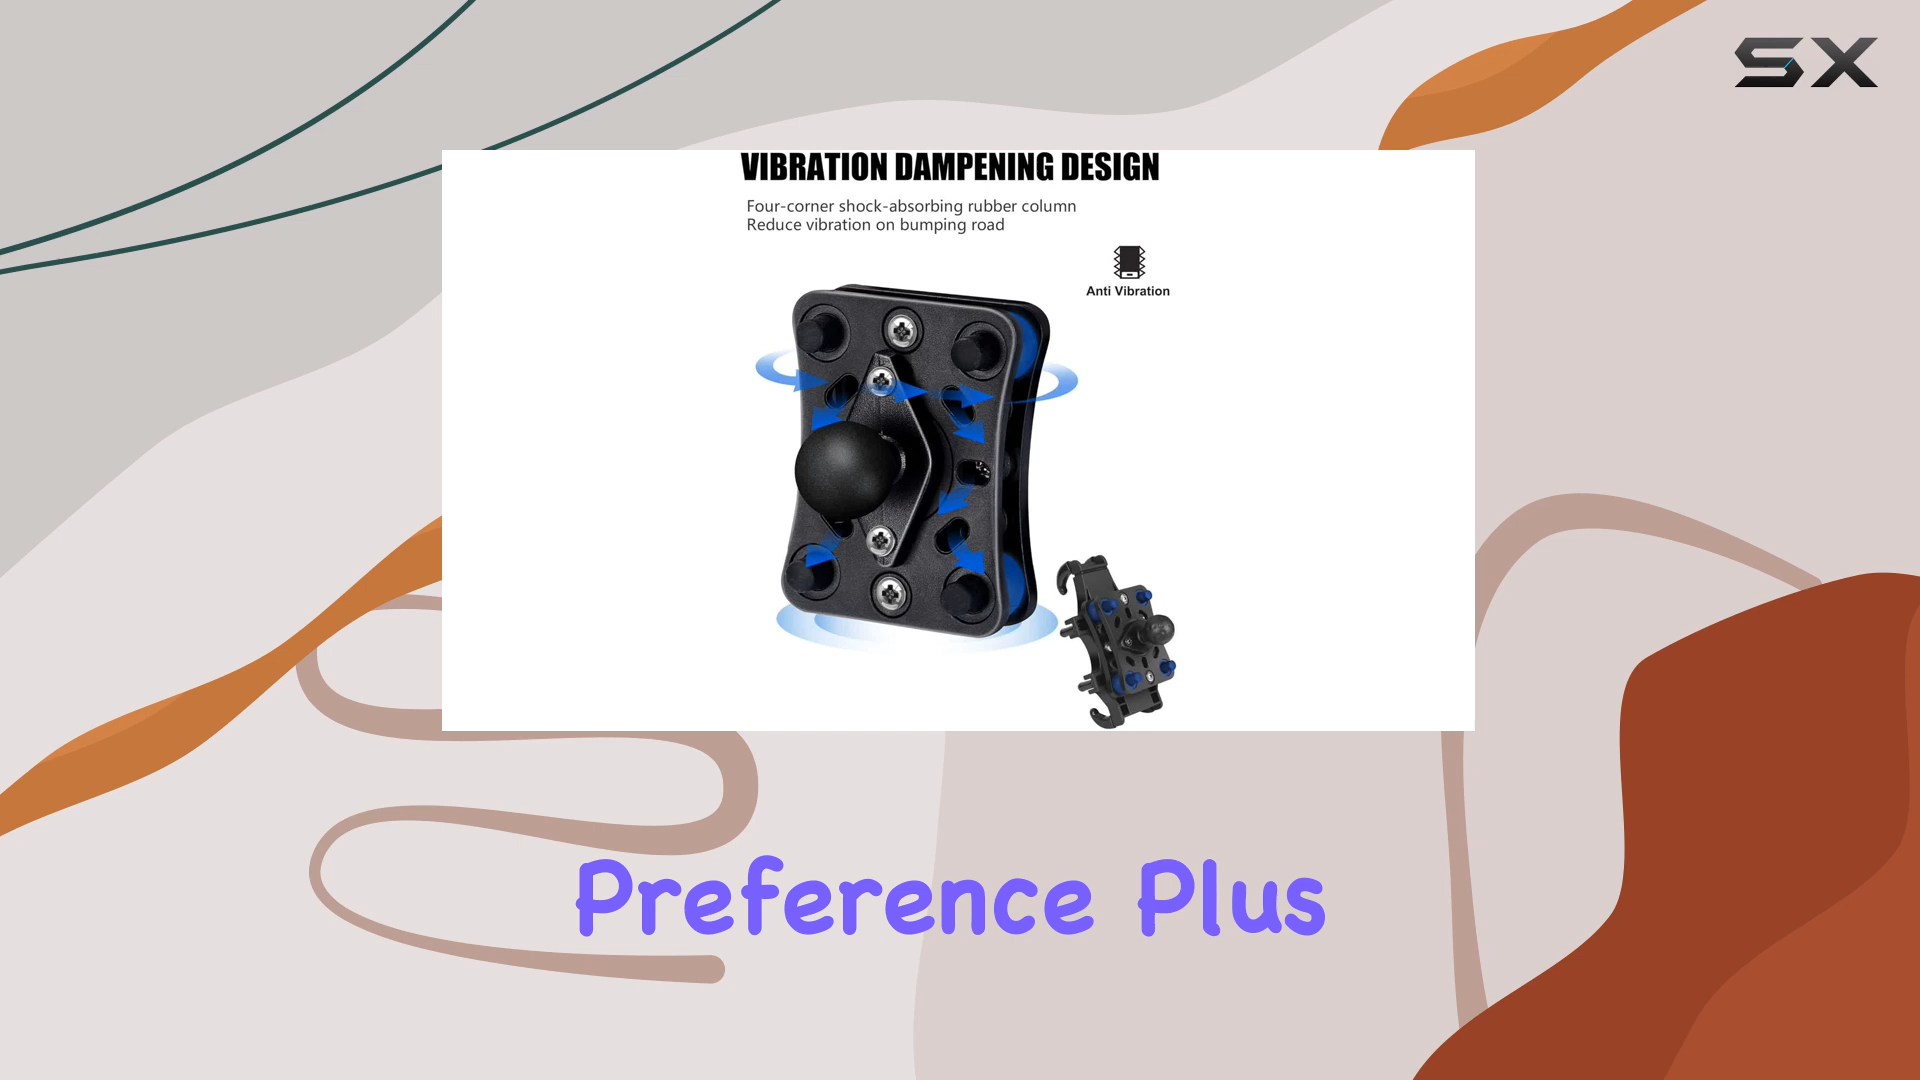 SX
VIBRATION DAMPENING DESIGN
Four-corner shock-absorbing rubber column
Reduce vibration on bumping road
Anti Vibration
Preference Plus